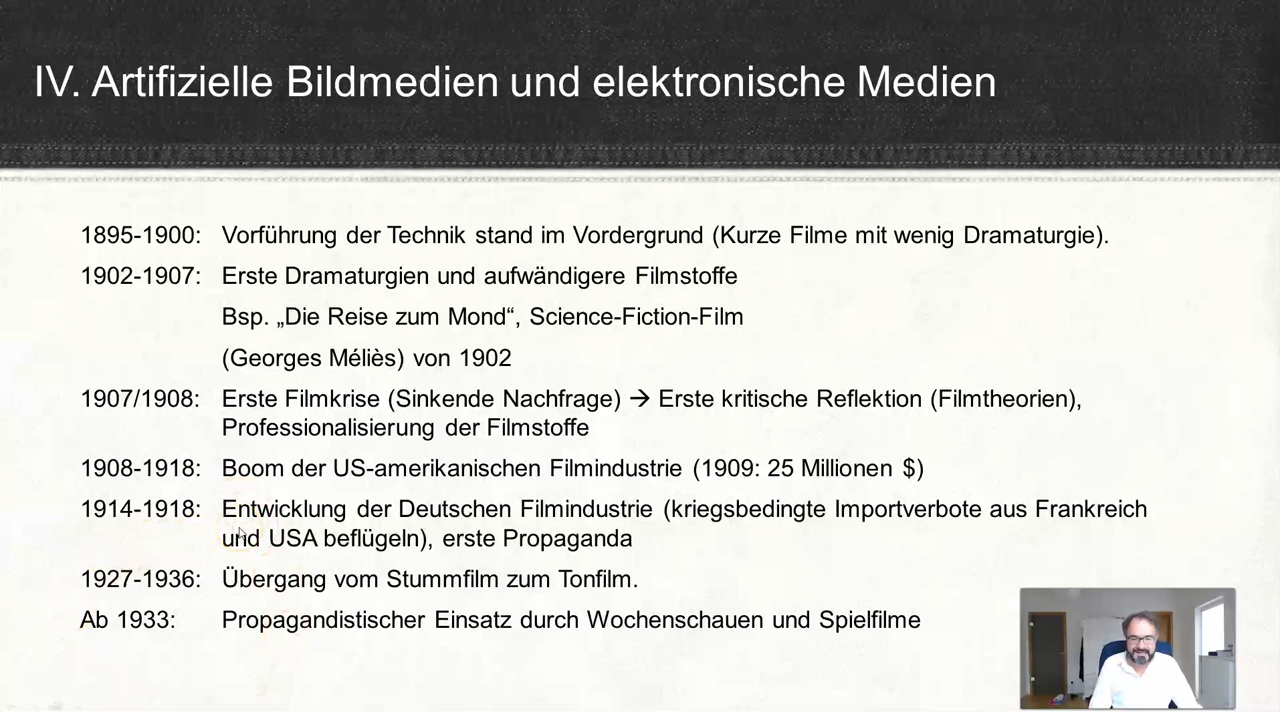 IV. Artifizielle Bildmedien und elektronische Medien
1895-1900: Vorführung der Technik stand im Vordergrund (Kurze Filme mit wenig Dramaturgie).
1902-1907: Erste Dramaturgien und aufwändigere Filmstoffe
Bsp. „Die Reise zum Mond“, Science-Fiction-Film
(Georges Méliès) von 1902
1907/1908: Erste Filmkrise (Sinkende Nachfrage) → Erste kritische Reflektion (Filmtheorien),
Professionalisierung der Filmstoffe
1908-1918: Boom der US-amerikanischen Filmindustrie (1909: 25 Millionen $)
1914-1918: Entwicklung der Deutschen Filmindustrie (kriegsbedingte Importverbote aus Frankreich
und USA beflügeln), erste Propaganda
1927-1936: Übergang vom Stummfilm zum Tonfilm.
Ab 1933: Propagandistischer Einsatz durch Wochenschauen und Spielfilme